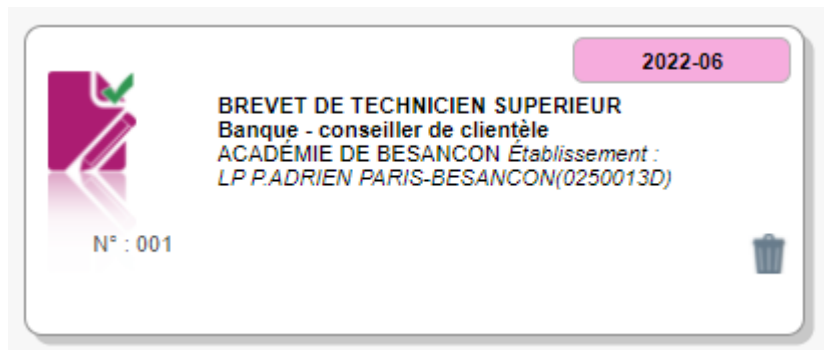 2022-06
BREVET DE TECHNICIEN SUPERIEUR
Banque - conseiller de clientèle
ACADÉMIE DE BESANCON Établissement :
LP P.ADRIEN PARIS-BESANCON(0250013D)
N° : 001